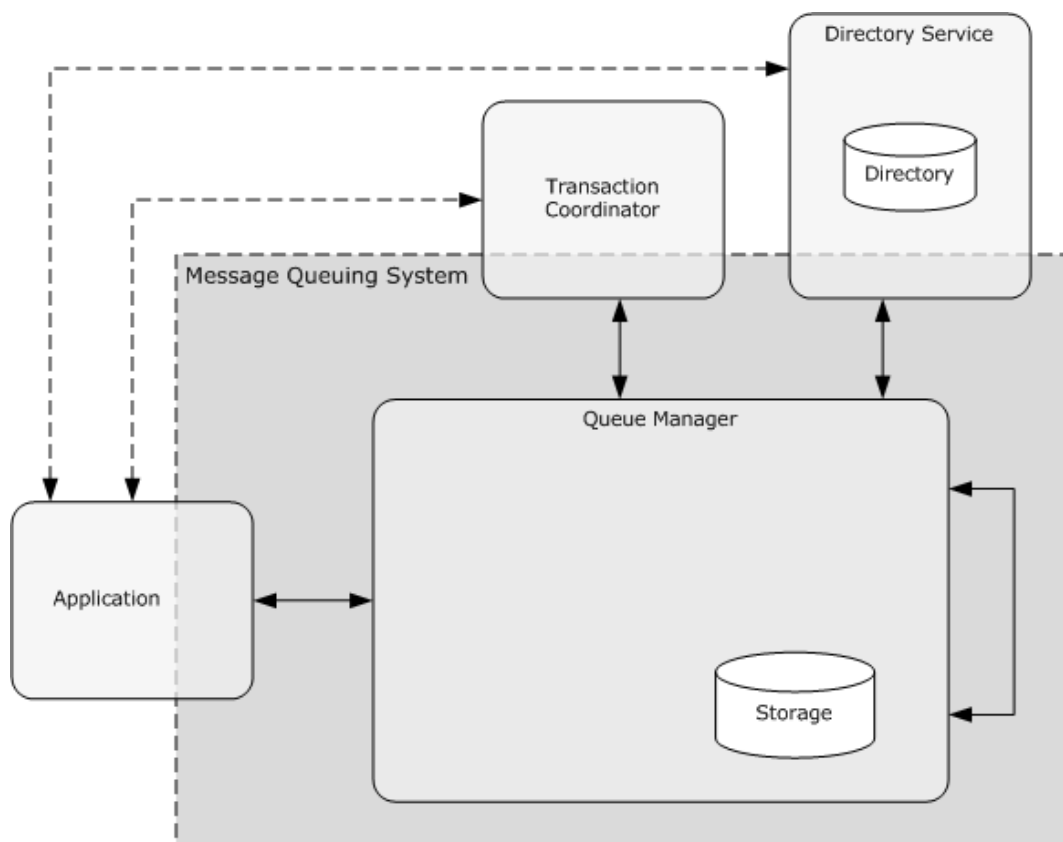 Directory Service
Directory
Transaction
Coordinator
Message Queuing System
Queue Manager
Application
Storage